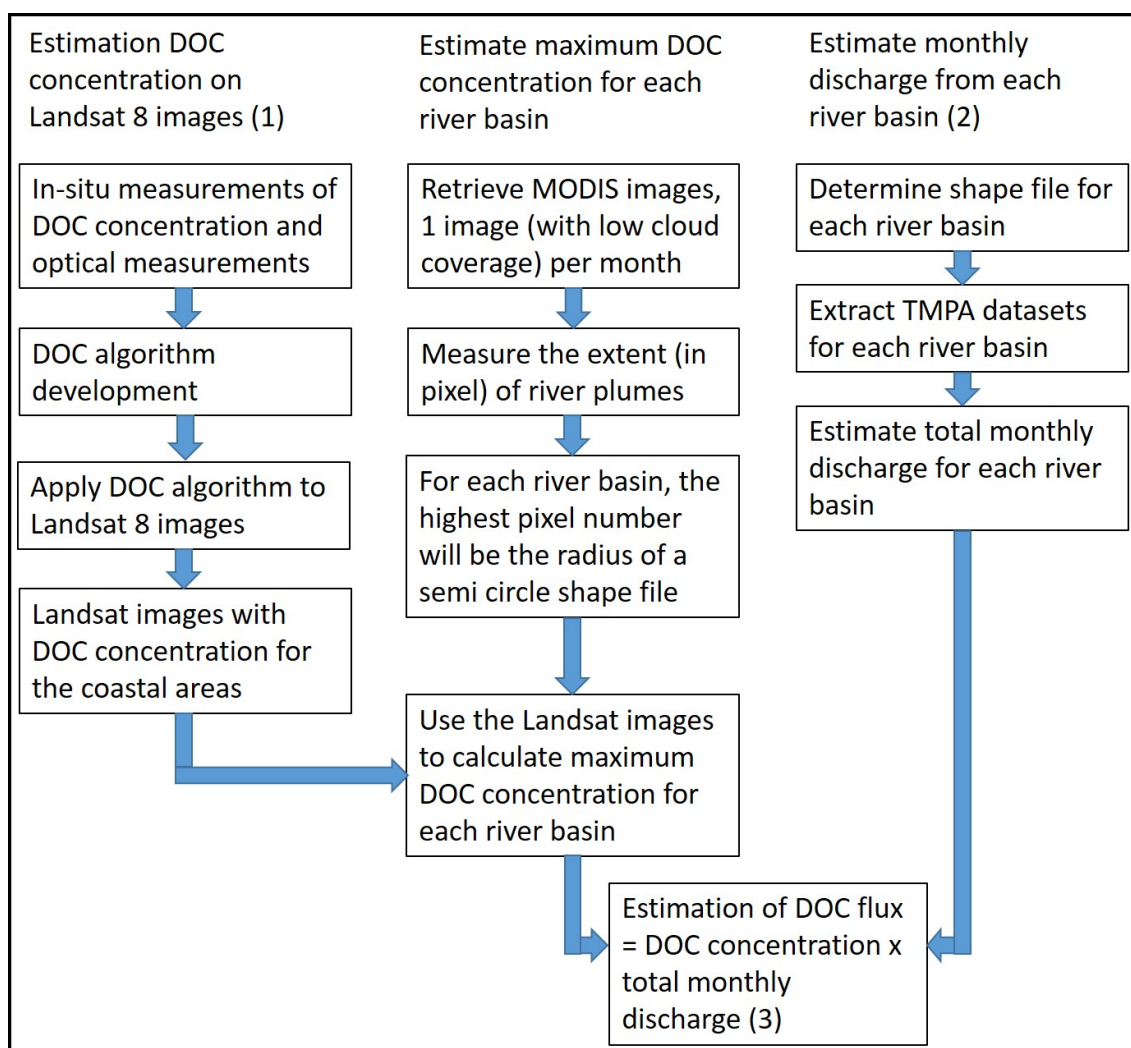 Estimation DOC
concentration on
Landsat 8 images (1)
In-situ measurements of
DOC concentration and
optical measurements
DOC algorithm
development
Apply DOC algorithm to
Landsat 8 images
Landsat images with
DOC concentration for
the coastal areas
Estimate maximum DOC
concentration for each
river basin
Retrieve MODIS images,
1 image (with low cloud
coverage) per month
Measure the extent (in
pixel) of river plumes
For each river basin, the
highest pixel number
will be the radius of a
semi circle shape file
Use the Landsat images
to calculate maximum
DOC concentration for
each river basin
Estimate monthly
discharge from each
river basin (2)
Determine shape file for
each river basin
Extract TMPA datasets
for each river basin
Estimate total monthly
discharge for each river
basin
Estimation of DOC flux
= DOC concentration x
total monthly
discharge (3)